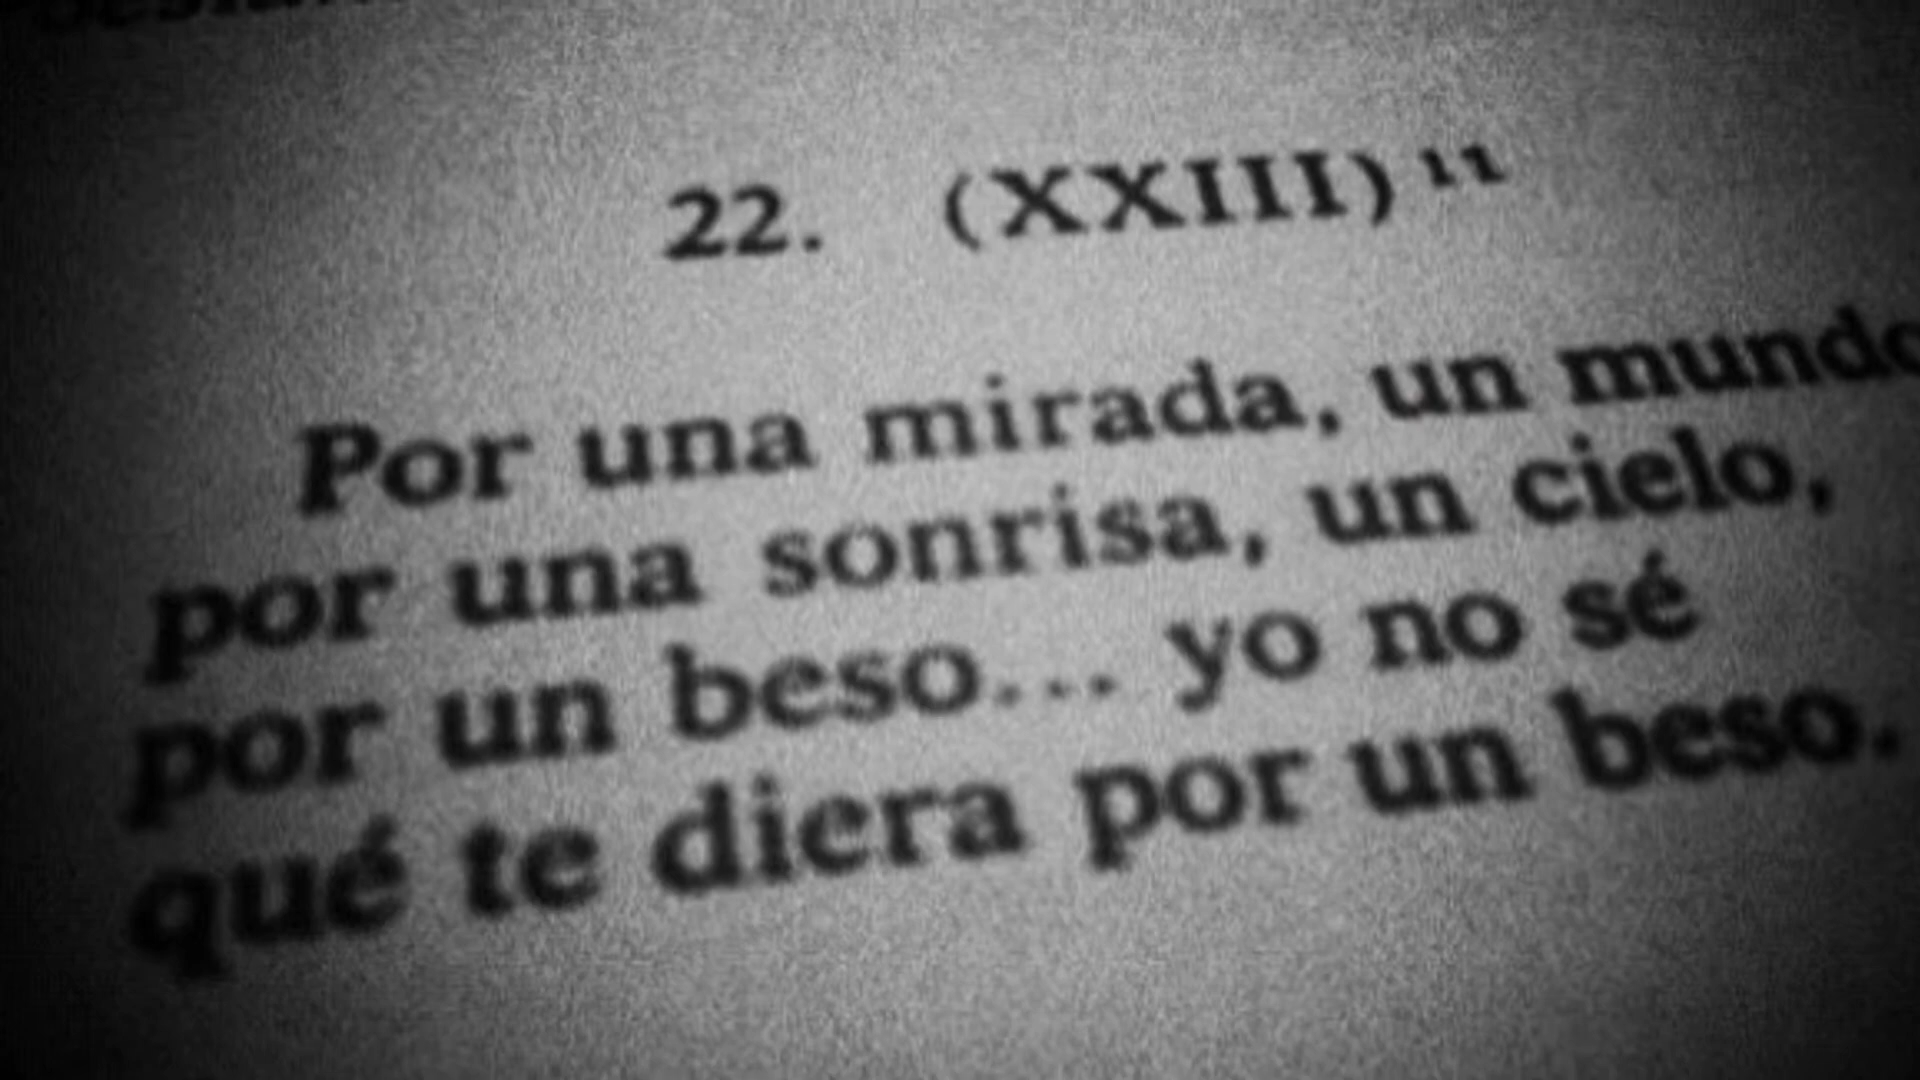 22. (XXIII) 11
Por una mirada, un mundo
por una sonrisa, un cielo,
por un beso... yo no sé
qué te diera por un beso.